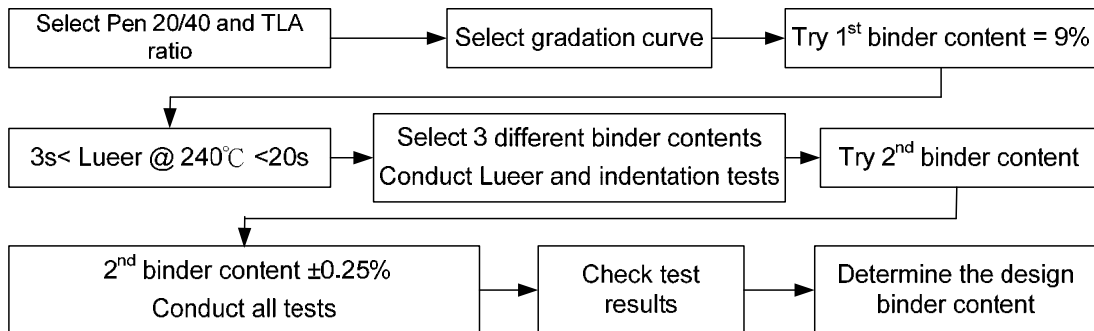 Select Pen 20/40 and TLA
ratio
Select gradation curve
Try 1st binder content = 9%
3s< Lueer @ 240℃ <20s
Select 3 different binder contents
Conduct Lueer and indentation tests
Try 2nd binder content
2nd binder content ±0.25%
Conduct all tests
Check test
results
Determine the design
binder content